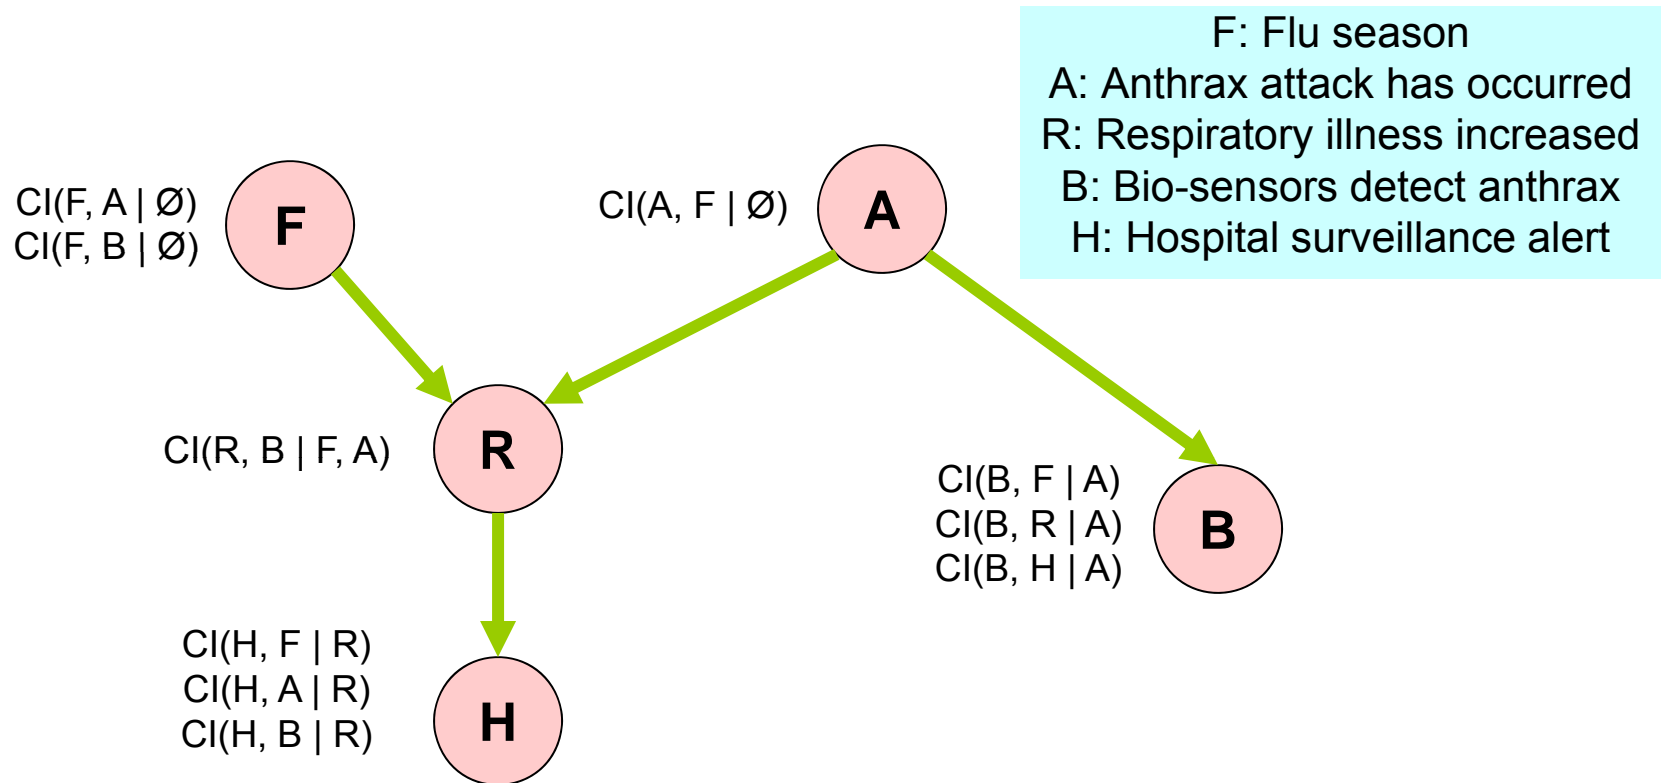 F: Flu season
A: Anthrax attack has occurred
R: Respiratory illness increased
B: Bio-sensors detect anthrax
H: Hospital surveillance alert
CI(F, A | Ø)
CI(F, B | Ø)
F
CI(A, F | Ø)
A
CI(R, B | F, A)
R
CI(B, F | A)
CI(B, R | A)
CI(B, H | A)
B
CI(H, F | R)
CI(H, A | R)
CI(H, B | R)
H